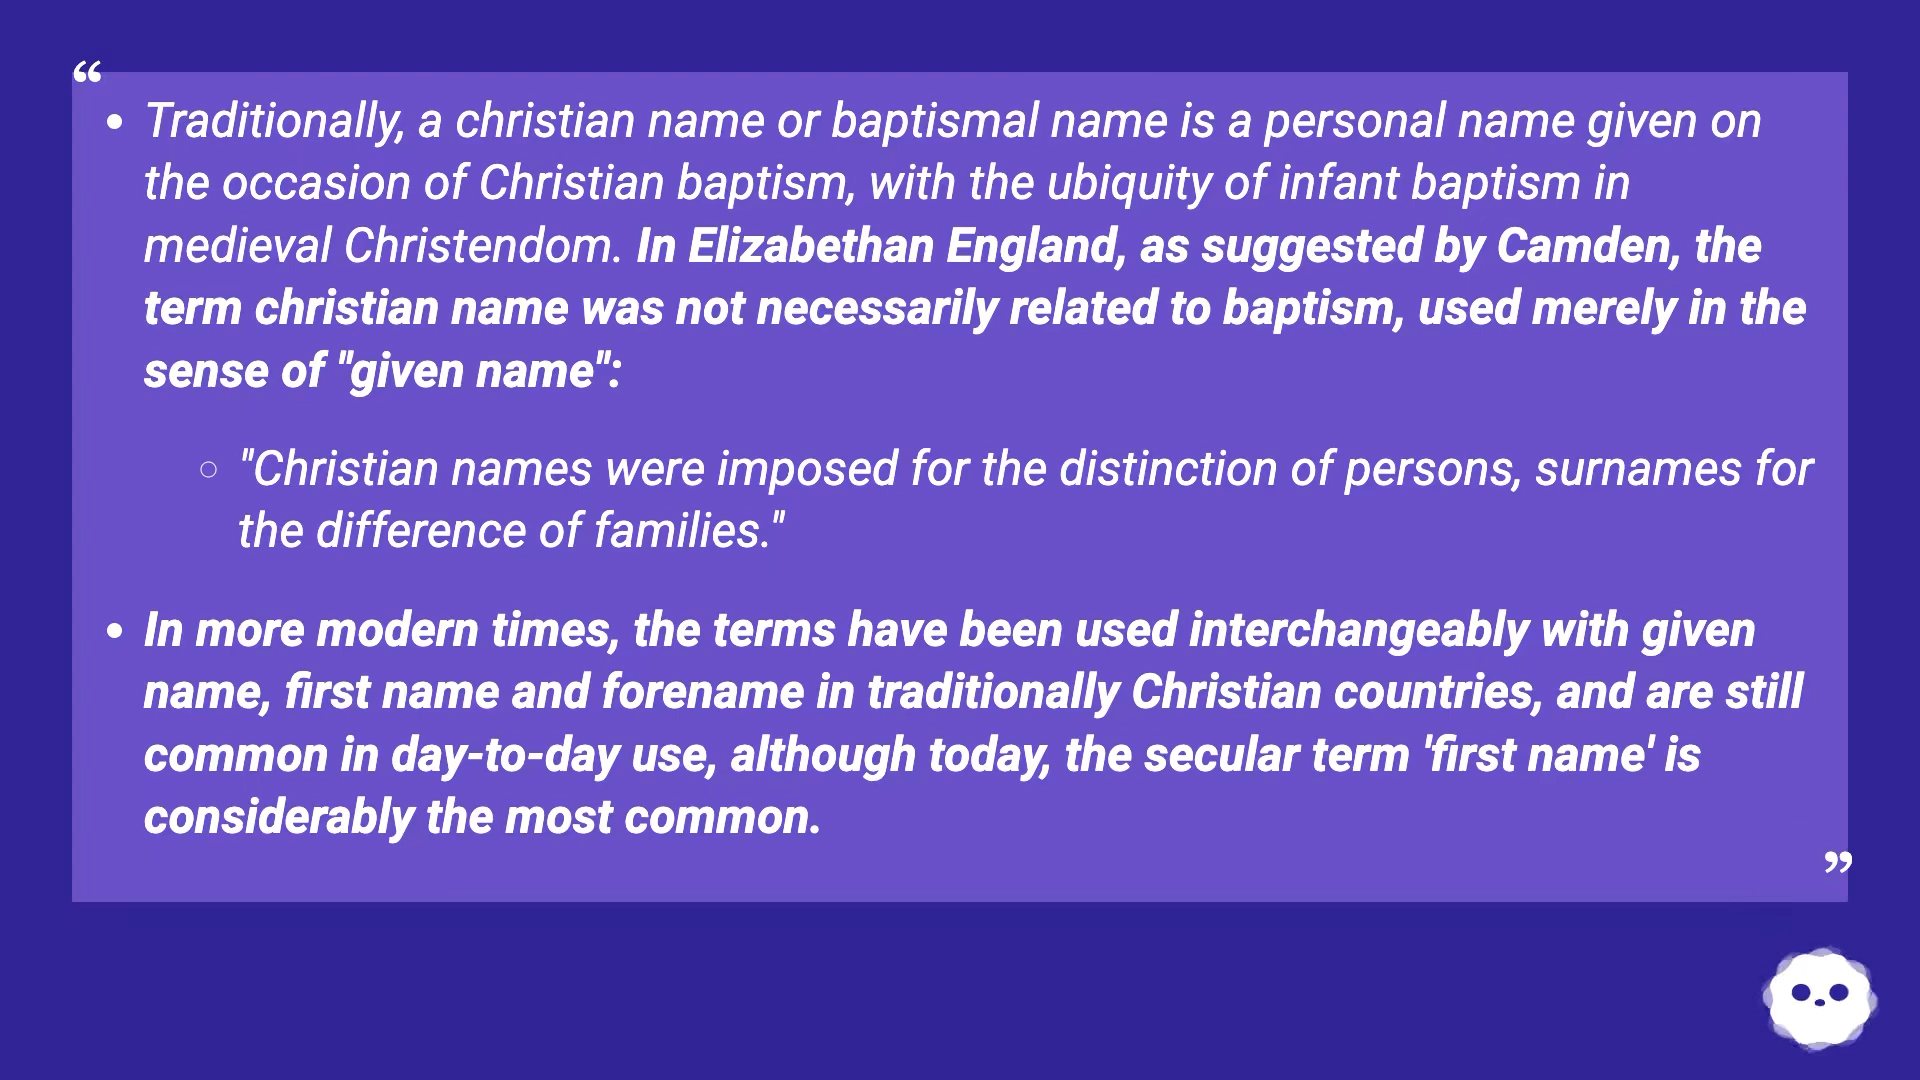 “
• Traditionally, a christian name or baptismal name is a personal name given on
the occasion of Christian baptism, with the ubiquity of infant baptism in
medieval Christendom. In Elizabethan England, as suggested by Camden, the
term christian name was not necessarily related to baptism, used merely in the
sense of "given name":
○ "Christian names were imposed for the distinction of persons, surnames for
the difference of families."
• In more modern times, the terms have been used interchangeably with given
name, first name and forename in traditionally Christian countries, and are still
common in day-to-day use, although today, the secular term 'first name' is
considerably the most common.
”